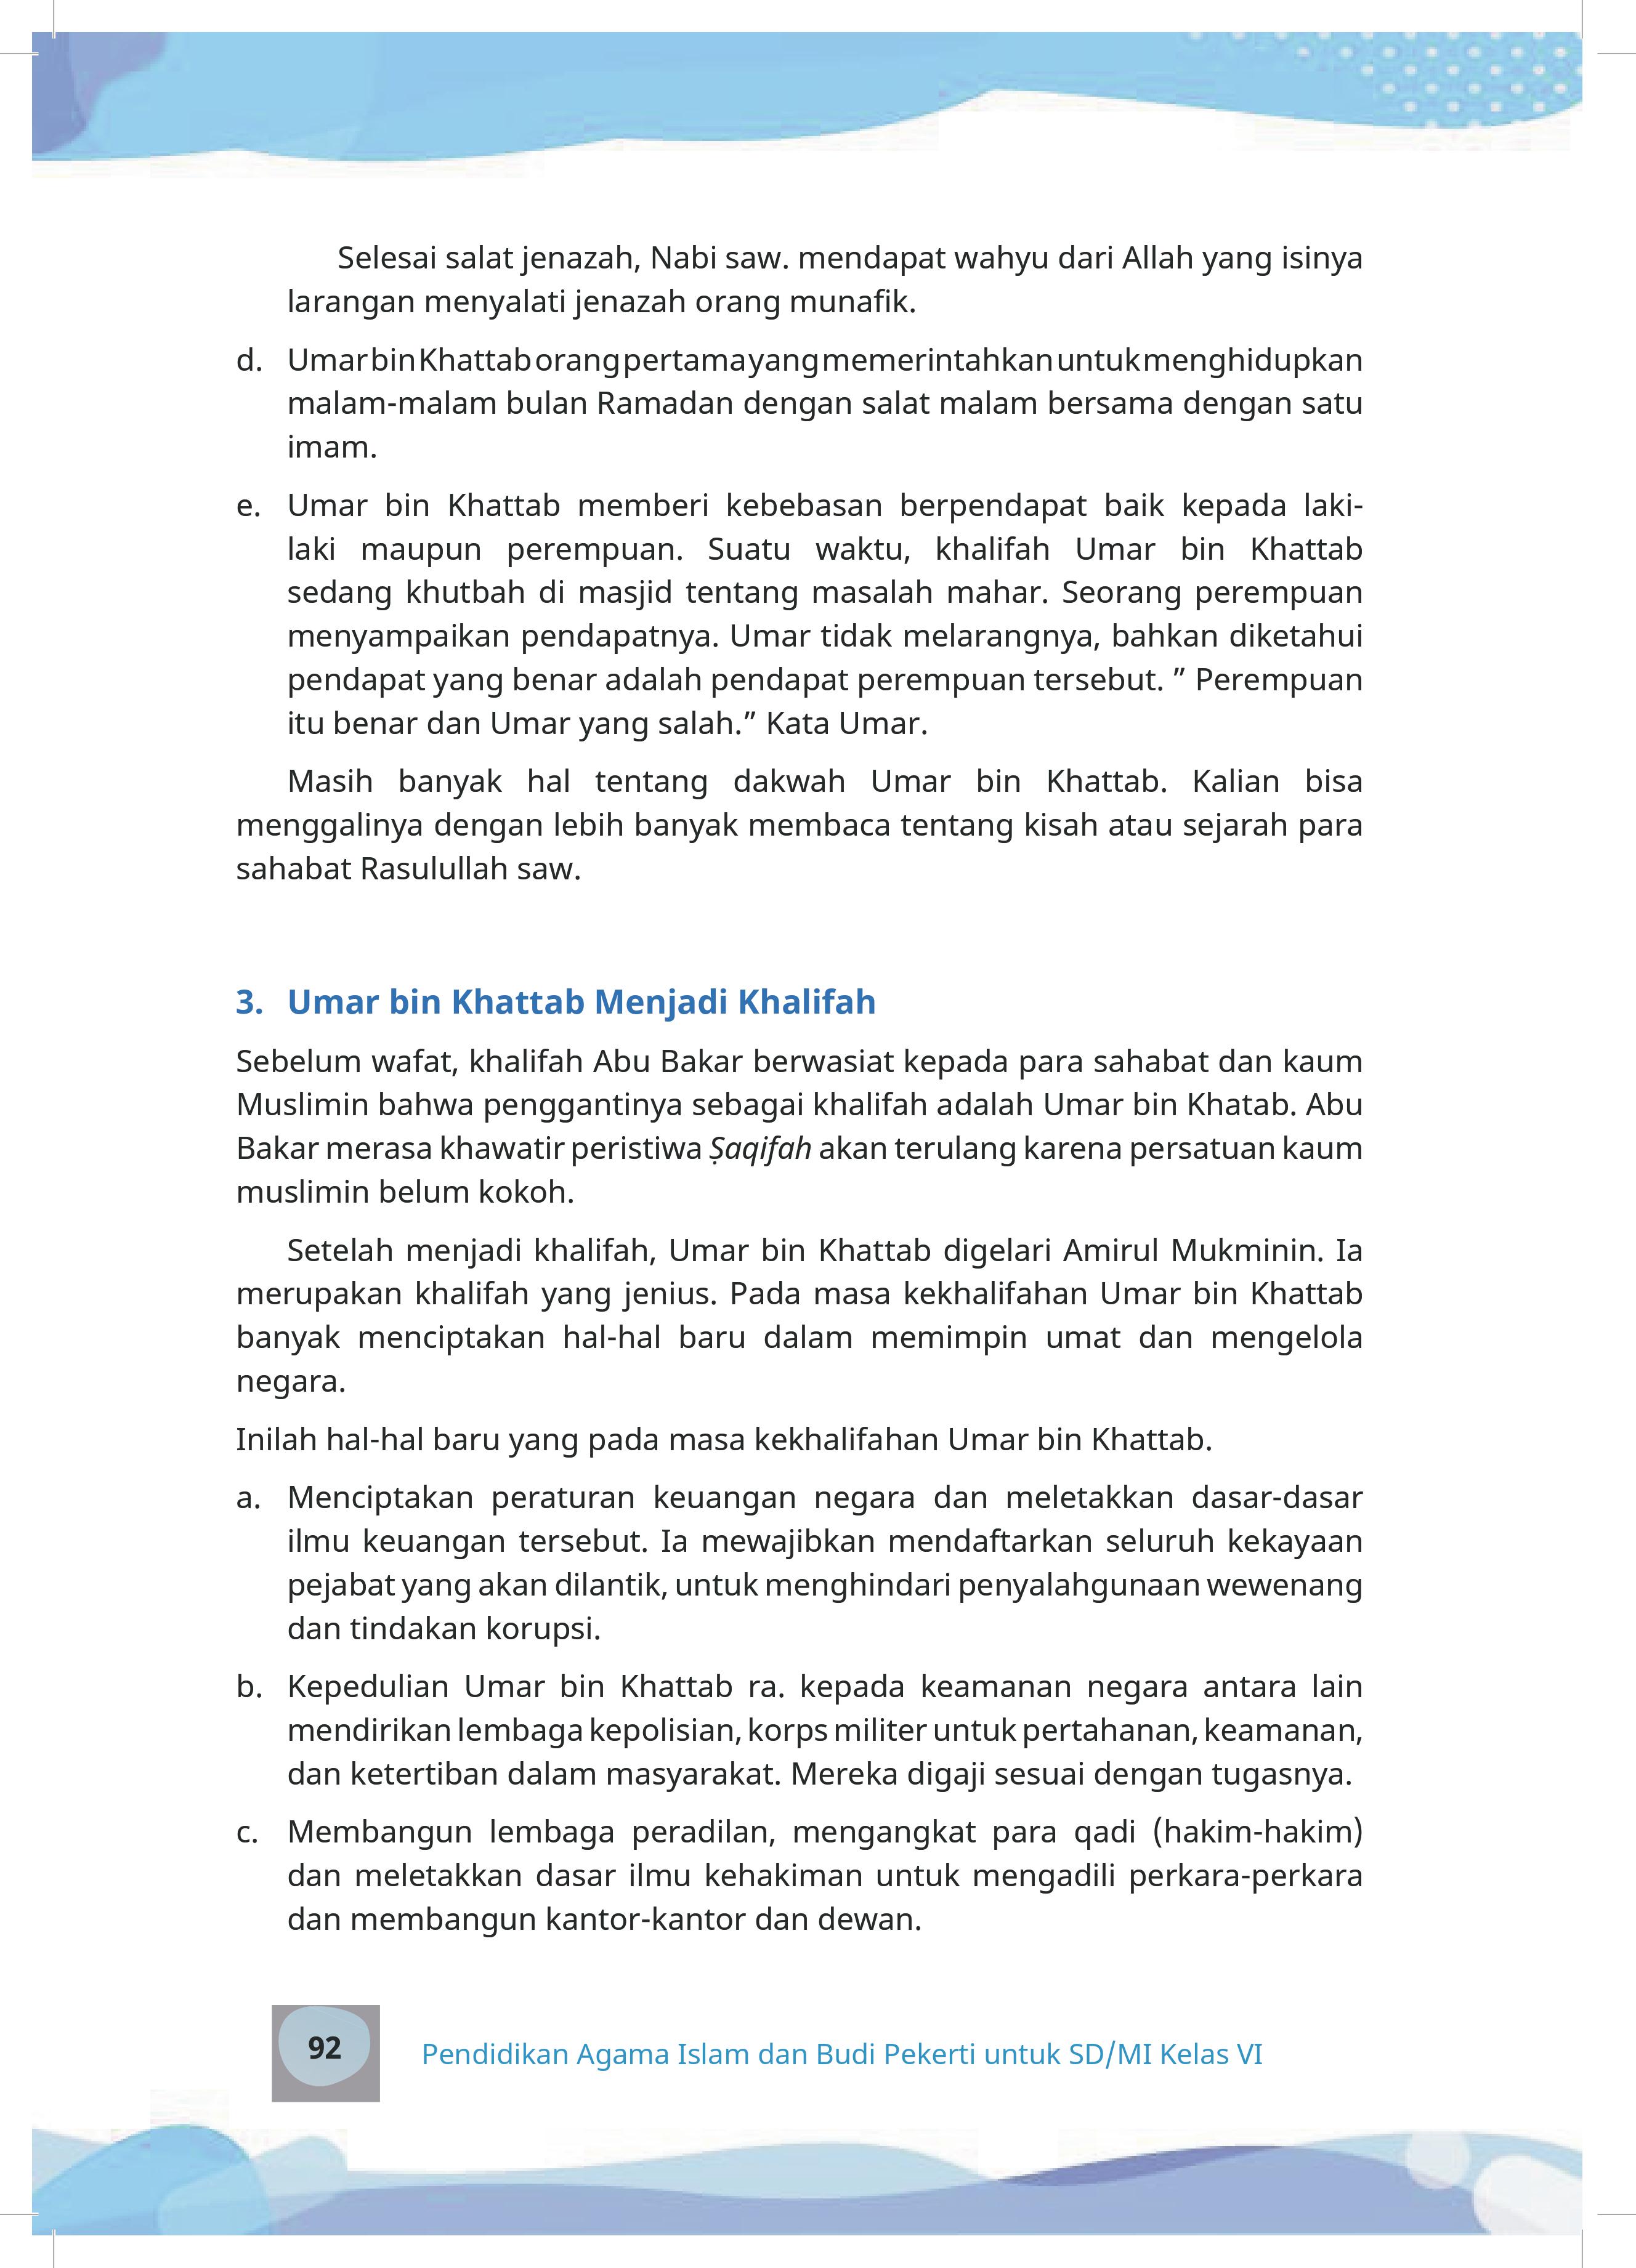 Selesai salat jenazah, Nabi saw. mendapat wahyu dari Allah yang isinya
larangan menyalati jenazah orang munafik.
d. Umar bin Khattab orang pertama yang memerintahkan untuk menghidupkan
malam-malam bulan Ramadan dengan salat malam bersama dengan satu
imam.
e. Umar bin Khattab memberi kebebasan berpendapat baik kepada laki-
laki maupun perempuan. Suatu waktu, khalifah Umar bin Khattab
sedang khutbah di masjid tentang masalah mahar. Seorang perempuan
menyampaikan pendapatnya. Umar tidak melarangnya, bahkan diketahui
pendapat yang benar adalah pendapat perempuan tersebut. ” Perempuan
itu benar dan Umar yang salah.” Kata Umar.
Masih banyak hal tentang dakwah Umar bin Khattab. Kalian bisa
menggalinya dengan lebih banyak membaca tentang kisah atau sejarah para
sahabat Rasulullah saw.
3. Umar bin Khattab Menjadi Khalifah
Sebelum wafat, khalifah Abu Bakar berwasiat kepada para sahabat dan kaum
Muslimin bahwa penggantinya sebagai khalifah adalah Umar bin Khatab. Abu
Bakar merasa khawatir peristiwa Ṣaqifah akan terulang karena persatuan kaum
muslimin belum kokoh.
Setelah menjadi khalifah, Umar bin Khattab digelari Amirul Mukminin. Ia
merupakan khalifah yang jenius. Pada masa kekhalifahan Umar bin Khattab
banyak menciptakan hal-hal baru dalam memimpin umat dan mengelola
negara.
Inilah hal-hal baru yang pada masa kekhalifahan Umar bin Khattab.
a. Menciptakan peraturan keuangan negara dan meletakkan dasar-dasar
ilmu keuangan tersebut. Ia mewajibkan mendaftarkan seluruh kekayaan
pejabat yang akan dilantik, untuk menghindari penyalahgunaan wewenang
dan tindakan korupsi.
b. Kepedulian Umar bin Khattab ra. kepada keamanan negara antara lain
mendirikan lembaga kepolisian, korps militer untuk pertahanan, keamanan,
dan ketertiban dalam masyarakat. Mereka digaji sesuai dengan tugasnya.
c. Membangun lembaga peradilan, mengangkat para qadi (hakim-hakim)
dan meletakkan dasar ilmu kehakiman untuk mengadili perkara-perkara
dan membangun kantor-kantor dan dewan.
92 Pendidikan Agama Islam dan Budi Pekerti untuk SD/MI Kelas VI